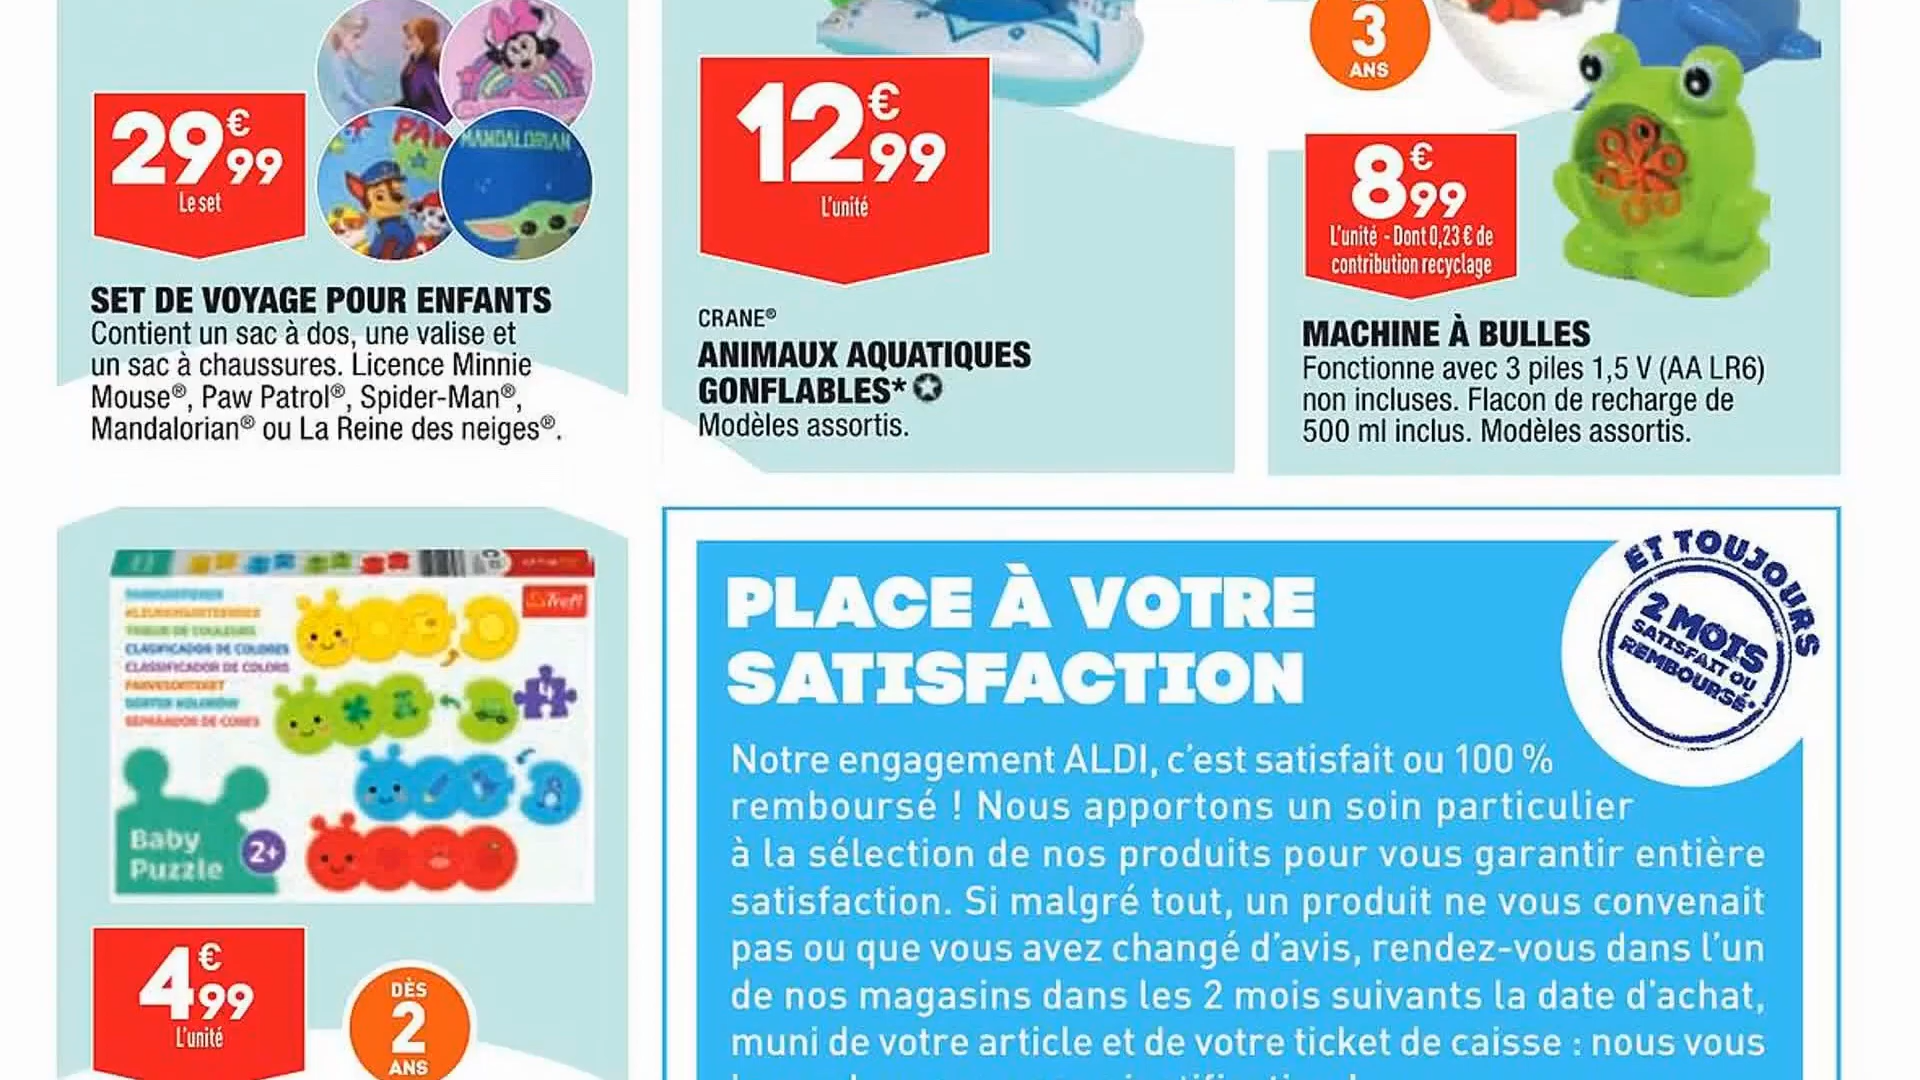 PAW
MANDALORIAN
29€99
Le set
SET DE VOYAGE POUR ENFANTS
Contient un sac à dos, une valise et
un sac à chaussures. Licence Minnie
Mouse®, Paw Patrol®, Spider-Man®,
Mandalorian® ou La Reine des neiges®.
12€99
L'unité
CRANE®
ANIMAUX AQUATIQUES
GONFLABLES*
Modèles assortis.
3
ANS
8€99
L'unité - Dont 0,23 € de
contribution recyclage
MACHINE À BULLES
Fonctionne avec 3 piles 1,5 V (AA LR6)
non incluses. Flacon de recharge de
500 ml inclus. Modèles assortis.
Trefl
CLASIFICADOR DE COLORES
CLASSIFICADOR DE COLORS
Baby
Puzzle
2+
4€99
L'unité
DÈS
2
ANS
PLACE À VOTRE
SATISFACTION
ET TOUJOURS
2 MOIS
SATISFAIT OU
REMBOURSÉ*
Notre engagement ALDI, c'est satisfait ou 100 %
remboursé ! Nous apportons un soin particulier
à la sélection de nos produits pour vous garantir entière
satisfaction. Si malgré tout, un produit ne vous convenait
pas ou que vous avez changé d'avis, rendez-vous dans l'un
de nos magasins dans les 2 mois suivants la date d'achat,
muni de votre article et de votre ticket de caisse : nous vous